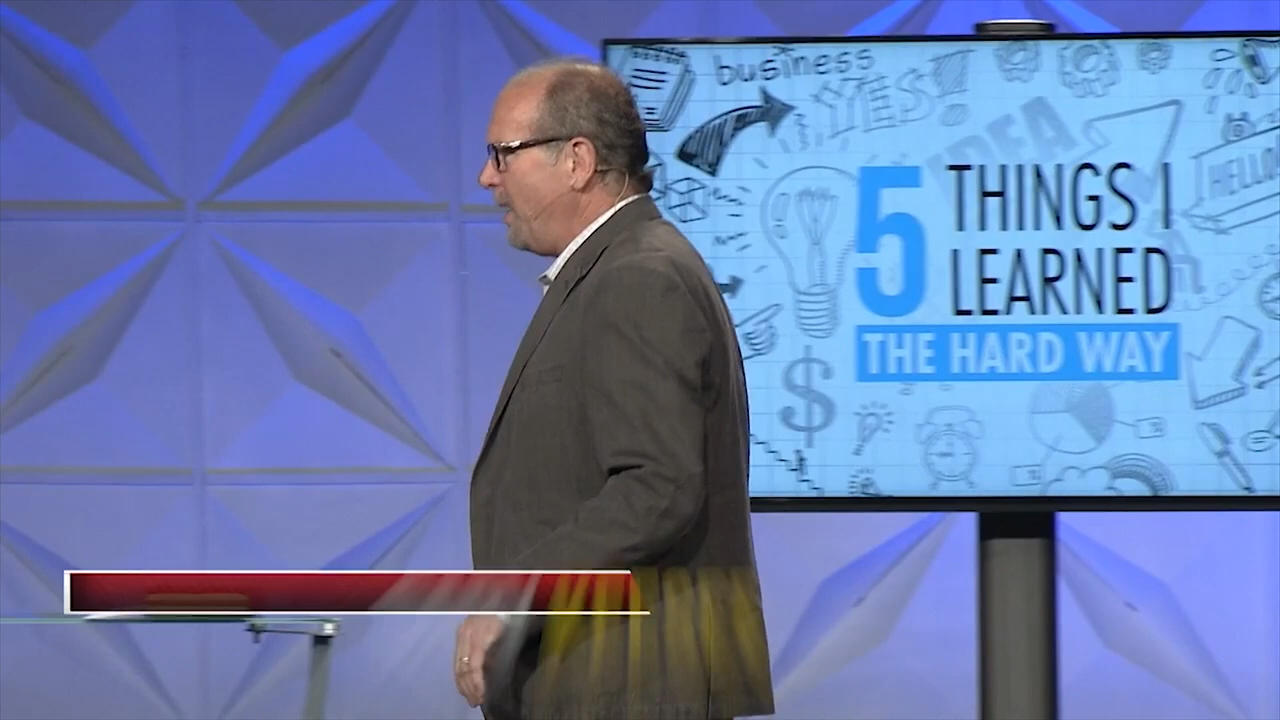 business
YES!
IDEA
HELLO
5 THINGS I
LEARNED
THE HARD WAY
$